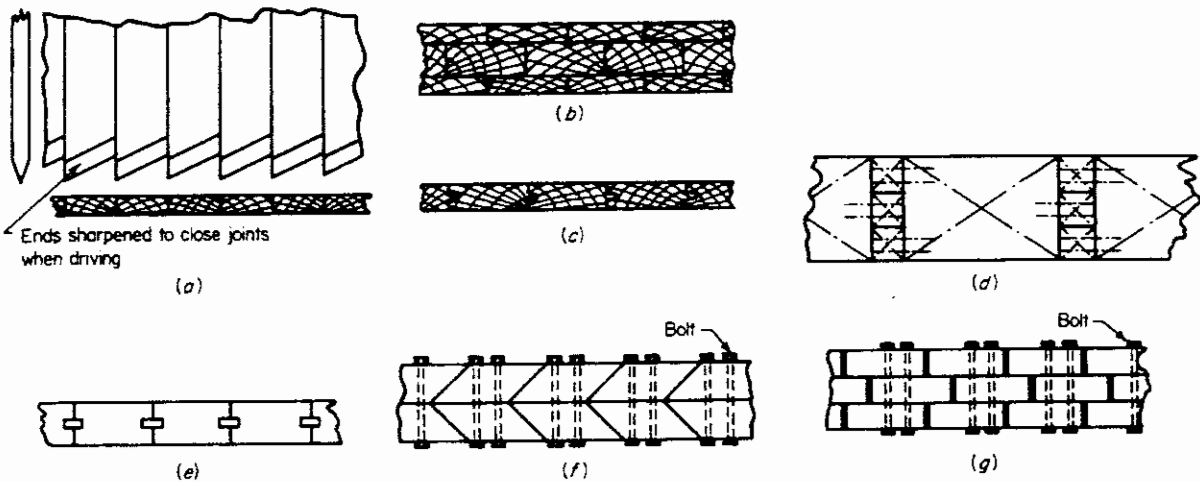 Ends sharpened to close joints
when driving
(a)
(b)
(c)
(d)
(e)
Bolt
(f)
Bolt
(g)